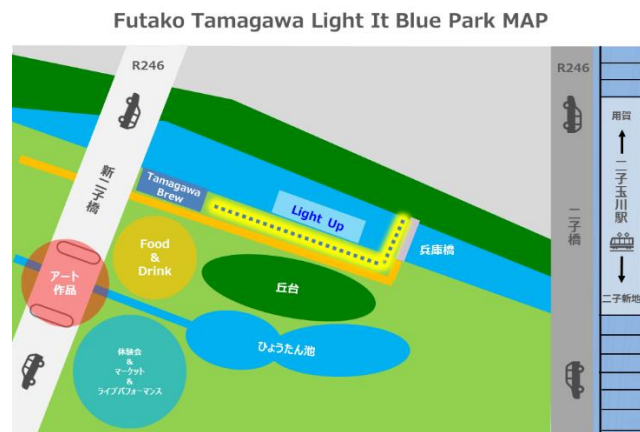 Futako Tamagawa Light It Blue Park MAP
R246
新二子橋
Tamagawa
Brew
Light Up
兵庫橋
Food
&
Drink
アート
作品
丘台
ひょうたん池
体験会
&
マーケット
&
ライブパフォーマンス
R246
二子橋
用賀
二子玉川駅
二子新地